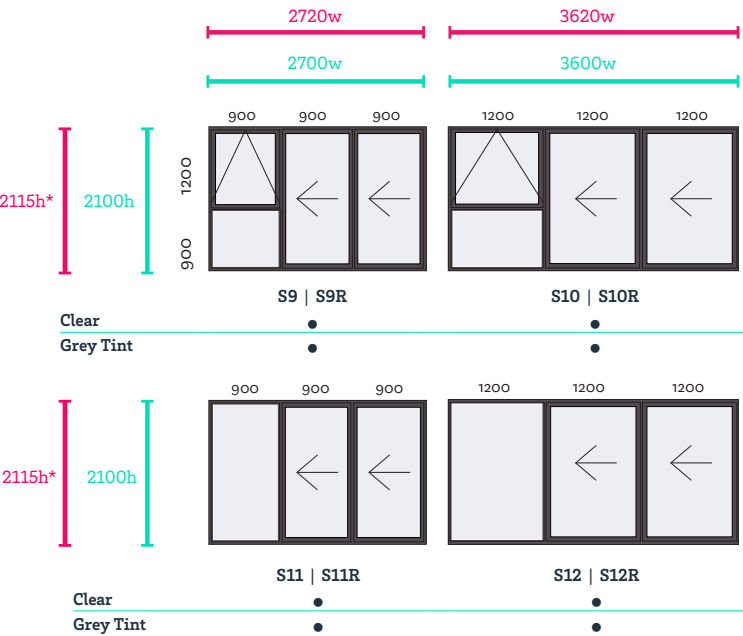 2720w 3620w
2700w 3600w
900 900 900 1200 1200 1200
1200
2115h* 2100h
900
S9 | S9R S10 | S10R
Clear ● ●
Grey Tint ● ●
900 900 900 1200 1200 1200
2115h* 2100h
S11 | S11R S12 | S12R
Clear ● ●
Grey Tint ● ●